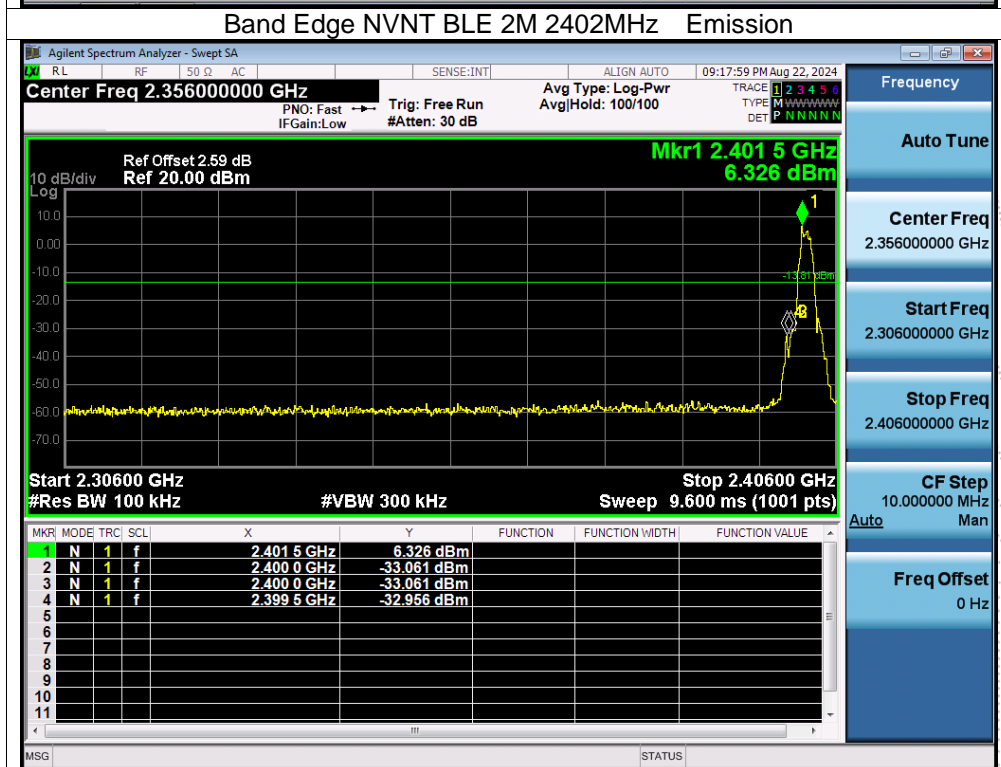 Band Edge NVNT BLE 2M 2402MHz Emission
Agilent Spectrum Analyzer - Swept SA
LXI RL RF 50 Ω AC SENSE:INT ALIGN AUTO 09:17:59 PM Aug 22, 2024
Center Freq 2.356000000 GHz
PNO: Fast
IFGain:Low
Trig: Free Run
#Atten: 30 dB
Avg Type: Log-Pwr
Avg|Hold: 100/100
TRACE 1 2 3 4 5 6
TYPE M WWWWW
DET P N N N N N
Frequency
Auto Tune
Center Freq
2.356000000 GHz
Start Freq
2.306000000 GHz
Stop Freq
2.406000000 GHz
CF Step
10.000000 MHz
Auto Man
Freq Offset
0 Hz
Mkr1 2.401 5 GHz
6.326 dBm
Ref Offset 2.59 dB
10 dB/div Ref 20.00 dBm
Log
10.0
0.00
-10.0
-20.0
-30.0
-40.0
-50.0
-60.0
-70.0
1
-13.61 dBm
Start 2.30600 GHz Stop 2.40600 GHz
#Res BW 100 kHz #VBW 300 kHz Sweep 9.600 ms (1001 pts)
MKR MODE TRC SCL X Y FUNCTION FUNCTION WIDTH FUNCTION VALUE
1 N 1 f 2.401 5 GHz 6.326 dBm
2 N 1 f 2.400 0 GHz -33.061 dBm
3 N 1 f 2.400 0 GHz -33.061 dBm
4 N 1 f 2.399 5 GHz -32.956 dBm
5
6
7
8
9
10
11
MSG STATUS